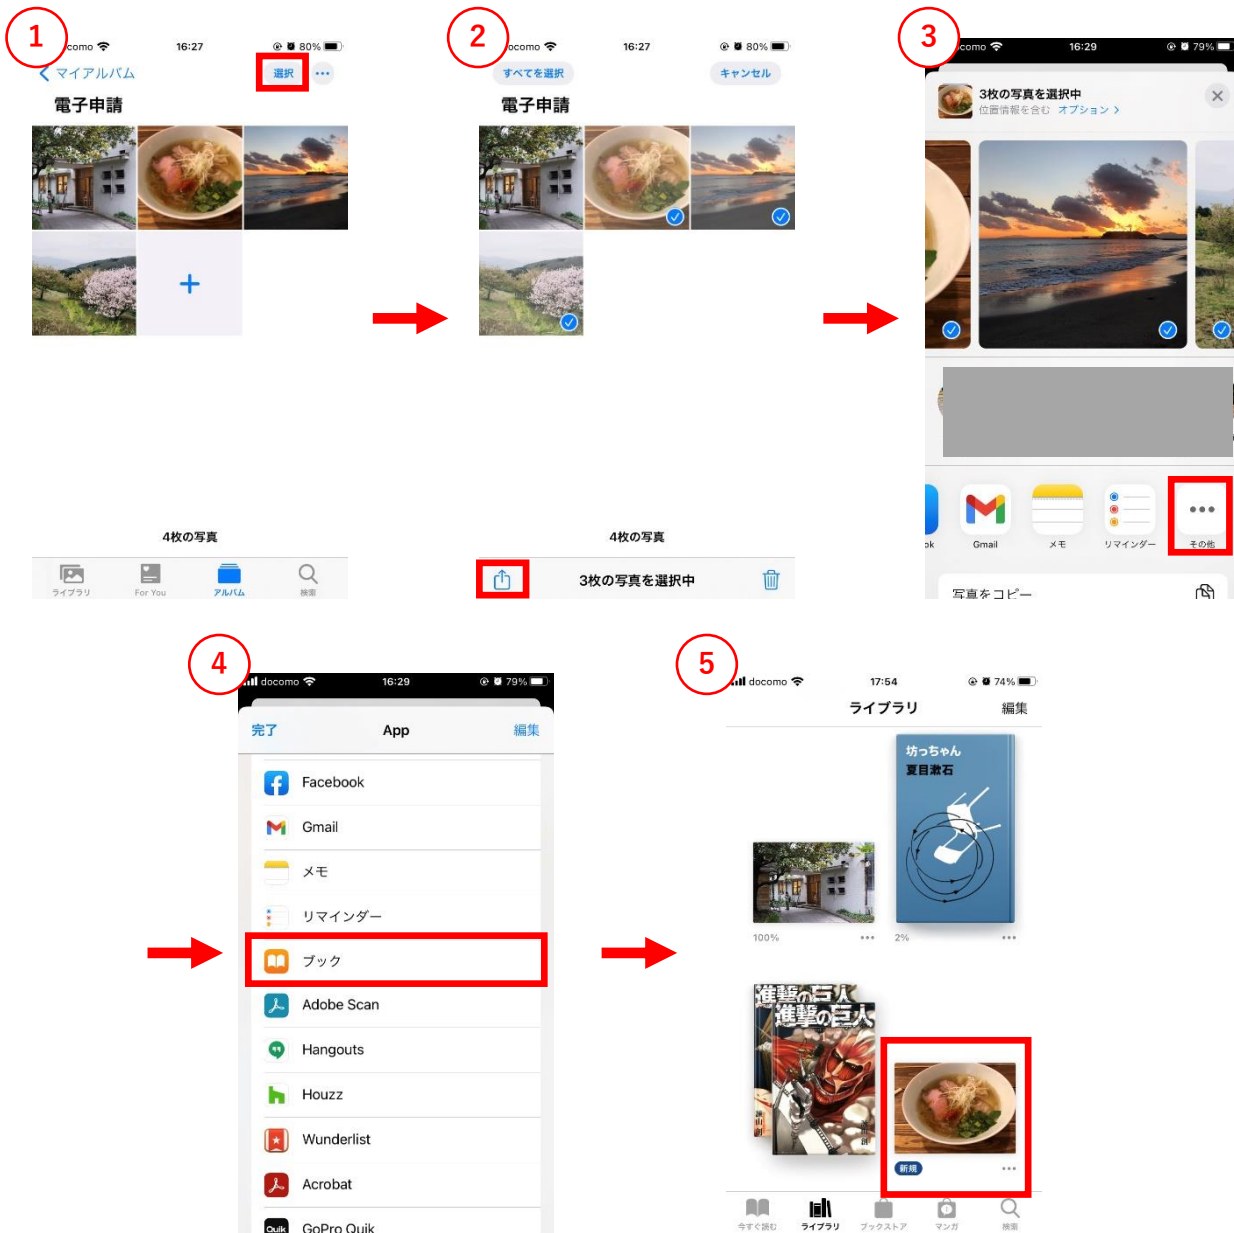 1
como
16:27
80%
マイアルバム
選択
電子申請
4枚の写真
ライブラリ
For You
アルバム
検索
2
ocomo
16:27
80%
すべてを選択
キャンセル
電子申請
4枚の写真
3枚の写真を選択中
3
como
16:29
79%
3枚の写真を選択中
位置情報を含む オプション
ok
Gmail
メモ
リマインダー
その他
写真をコピー
4
docomo
16:29
79%
完了
App
編集
Facebook
Gmail
メモ
リマインダー
ブック
Adobe Scan
Hangouts
Houzz
Wunderlist
Acrobat
Quik
GoPro Quik
5
docomo
17:54
74%
ライブラリ
編集
坊っちゃん
夏目漱石
100%
2%
進撃の巨人
進撃の巨人
諫山創
新規
今すぐ読む
ライブラリ
ブックストア
マンガ
検索